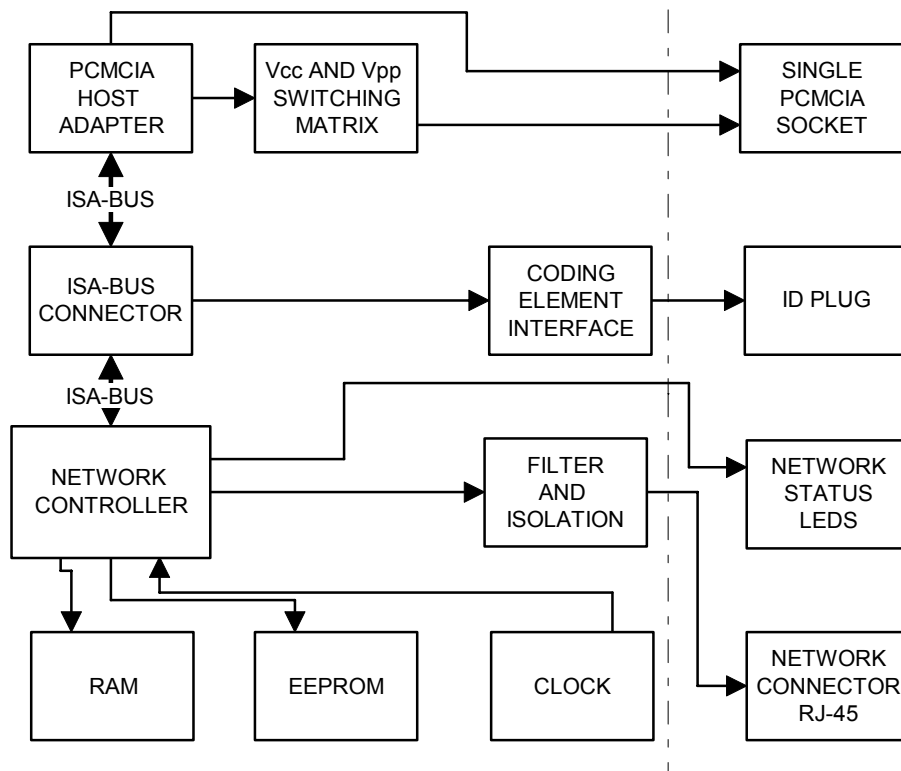 PCMCIA
HOST
ADAPTER
Vcc AND Vpp
SWITCHING
MATRIX
SINGLE
PCMCIA
SOCKET
ISA-BUS
ISA-BUS
CONNECTOR
CODING
ELEMENT
INTERFACE
ID PLUG
ISA-BUS
NETWORK
CONTROLLER
FILTER
AND
ISOLATION
NETWORK
STATUS
LEDS
RAM
EEPROM
CLOCK
NETWORK
CONNECTOR
RJ-45